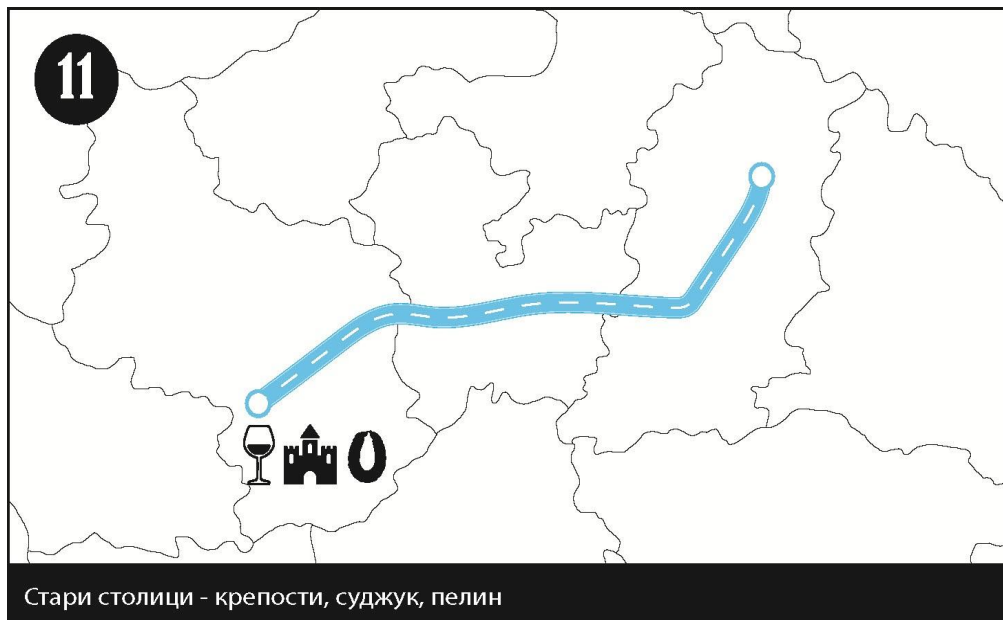 11
Стари столици - крепости, суджук, пелин